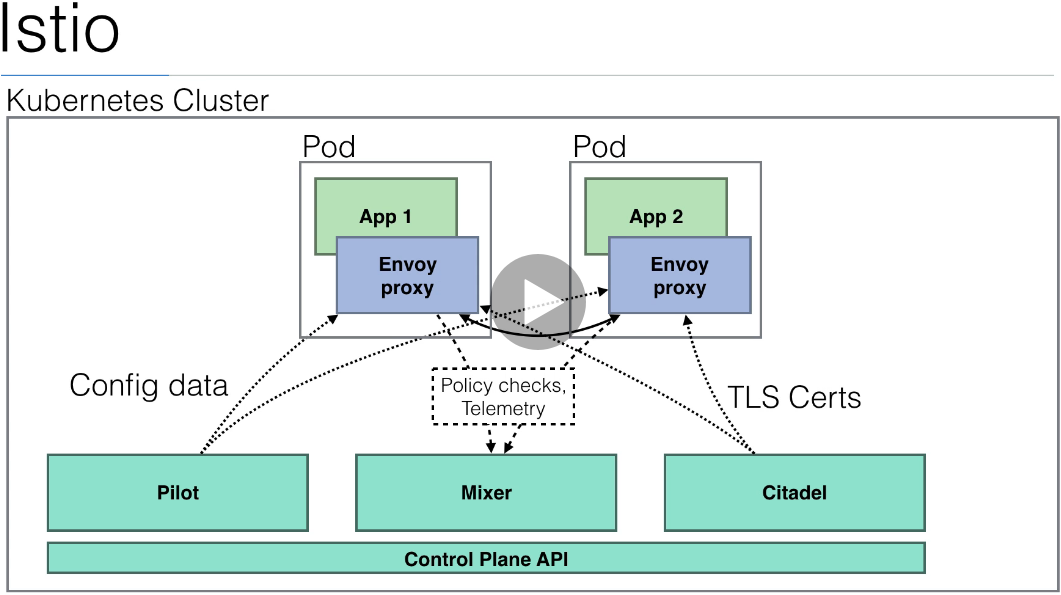 Istio
Kubernetes Cluster
Pod
Pod
App 1
App 2
Envoy
proxy
Envoy
proxy
Config data
Policy checks,
Telemetry
TLS Certs
Pilot
Mixer
Citadel
Control Plane API